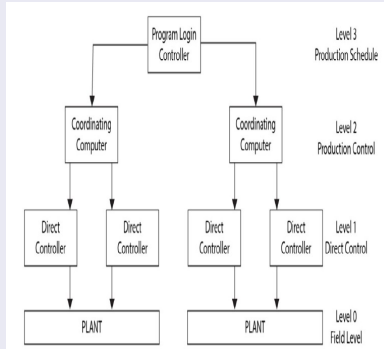 Program Login
Controller
Level 3
Production Schedule
Coordinating
Computer
Coordinating
Computer
Level 2
Production Control
Direct
Controller
Direct
Controller
Direct
Controller
Direct
Controller
Level 1
Direct Control
PLANT
PLANT
Level 0
Field Level